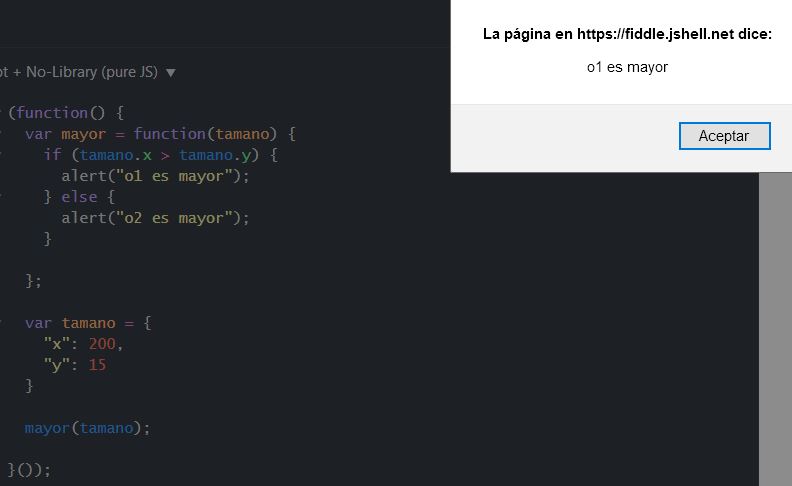 La página en https://fiddle.jshell.net dice:
o1 es mayor
Aceptar
pt + No-Library (pure JS) ▼
(function() {
  var mayor = function(tamano) {
    if (tamano.x > tamano.y) {
      alert("o1 es mayor");
    } else {
      alert("o2 es mayor");
    }
  };
  var tamano = {
    "x": 200,
    "y": 15
  }
  mayor(tamano);
}());